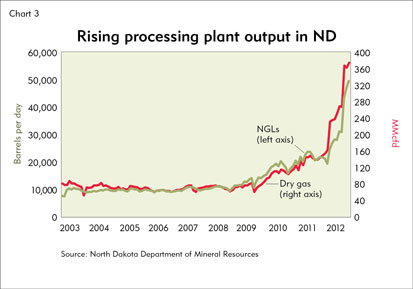 Chart 3
Rising processing plant output in ND
60,000
50,000
40,000
30,000
20,000
10,000
0
Barrels per day
400
360
320
280
240
200
160
120
80
40
0
MMcfd
NGLs
(left axis)
Dry gas
(right axis)
2003 2004 2005 2006 2007 2008 2009 2010 2011 2012
Source: North Dakota Department of Mineral Resources